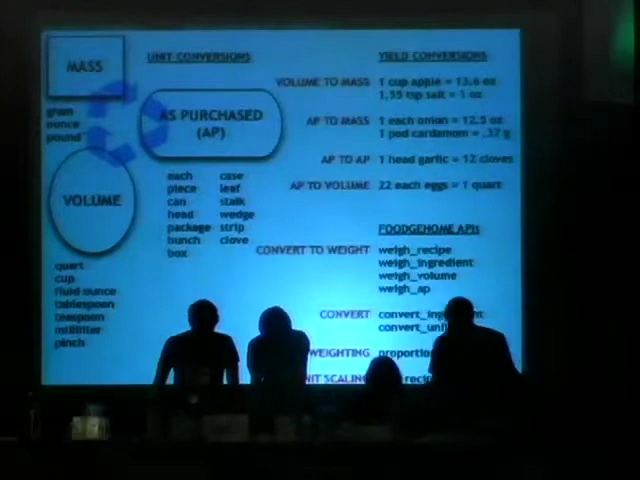 MASS
gram
ounce
pound
VOLUME
quart
cup
fluid ounce
tablespoon
teaspoon
milliliter
pinch
UNIT CONVERSIONS
AS PURCHASED
(AP)
each case
piece leaf
can stalk
head wedge
package strip
bunch clove
box
YIELD CONVERSIONS
VOLUME TO MASS 1 cup apple = 13.6 oz
1.55 tsp salt = 1 oz
AP TO MASS 1 each onion = 12.5 oz
1 pod cardamom = .37 g
AP TO AP 1 head garlic = 12 cloves
AP TO VOLUME 22 each eggs = 1 quart
FOODGENOME APIs
CONVERT TO WEIGHT weigh_recipe
weigh_ingredient
weigh_volume
weigh_ap
CONVERT
WEIGHTING
SCALING